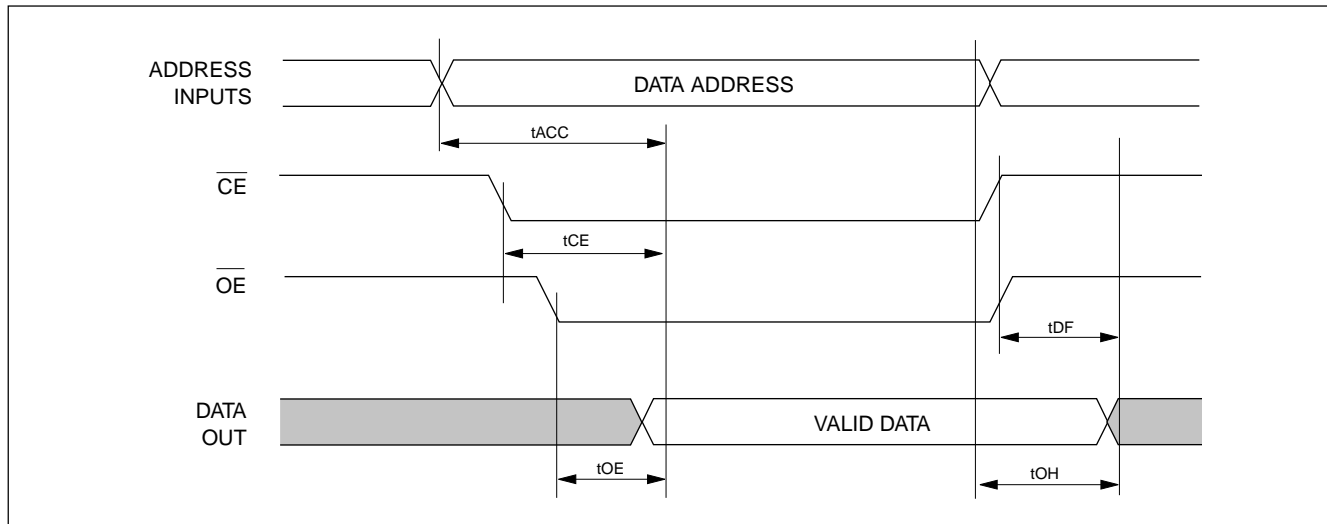 ADDRESS
INPUTS
DATA ADDRESS
tACC
CE
tCE
OE
tDF
DATA
OUT
VALID DATA
tOE
tOH